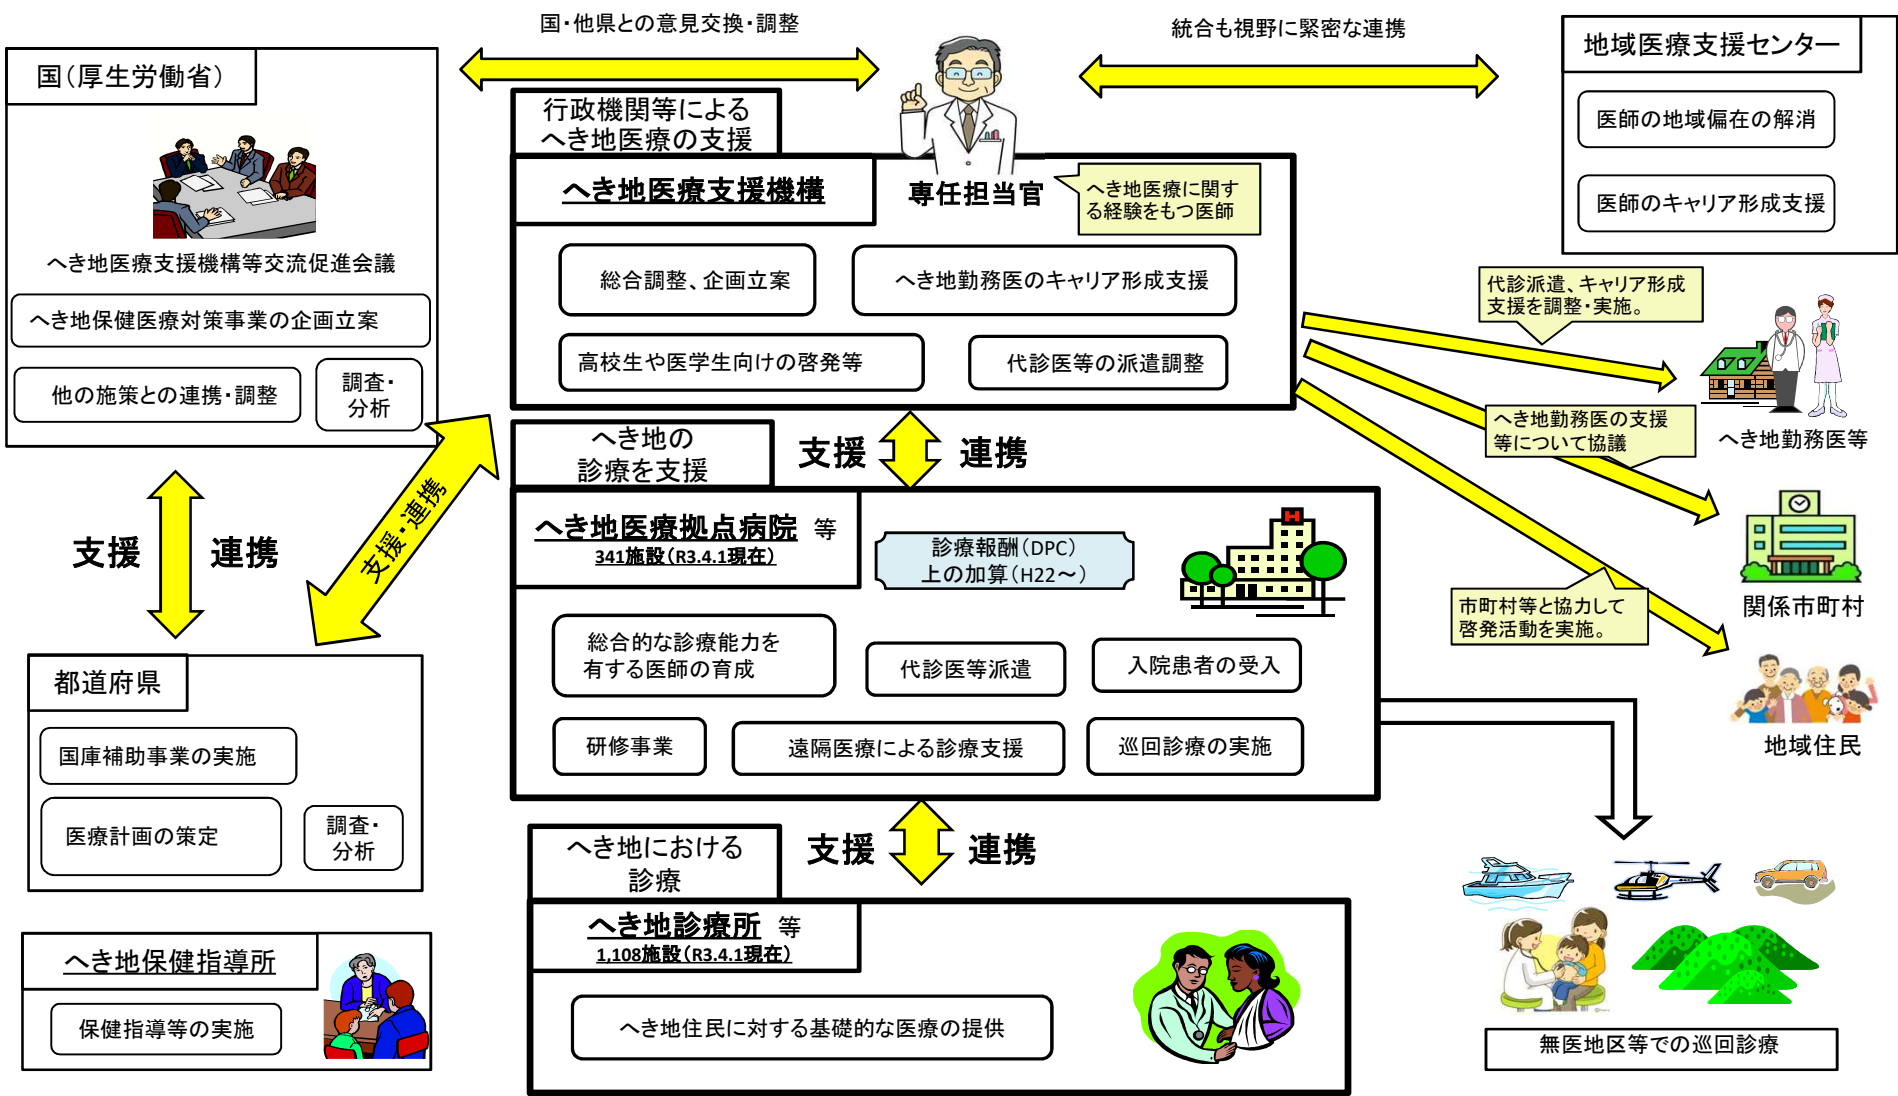 国・他県との意見交換・調整
統合も視野に緊密な連携
国(厚生労働省)
へき地医療支援機構等交流促進会議
へき地保健医療対策事業の企画立案
他の施策との連携・調整
調査・
分析
支援
連携
支援・連携
都道府県
国庫補助事業の実施
医療計画の策定
調査・
分析
へき地保健指導所
保健指導等の実施
行政機関等による
へき地医療の支援
へき地医療支援機構
専任担当官
へき地医療に関す
る経験をもつ医師
総合調整、企画立案
へき地勤務医のキャリア形成支援
高校生や医学生向けの啓発等
代診医等の派遣調整
へき地の
診療を支援
支援
連携
へき地医療拠点病院 等
341施設(R3.4.1現在)
診療報酬(DPC)
上の加算(H22～)
H
総合的な診療能力を
有する医師の育成
代診医等派遣
入院患者の受入
研修事業
遠隔医療による診療支援
巡回診療の実施
へき地における
診療
支援
連携
へき地診療所 等
1,108施設(R3.4.1現在)
へき地住民に対する基礎的な医療の提供
地域医療支援センター
医師の地域偏在の解消
医師のキャリア形成支援
代診派遣、キャリア形成
支援を調整・実施。
へき地勤務医等
へき地勤務医の支援
等について協議
関係市町村
市町村等と協力して
啓発活動を実施。
地域住民
無医地区等での巡回診療